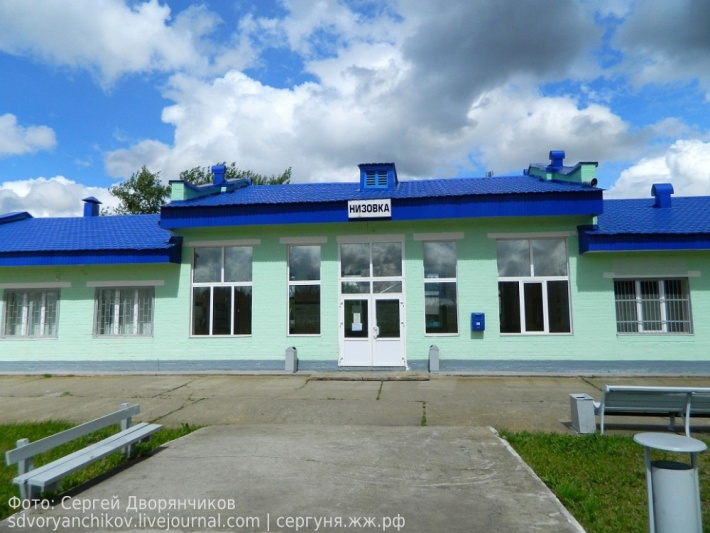 НИЗОВКА
Фото: Сергей Дворянчиков
sdvoryanchikov.livejournal.com | сергуня.жж.рф